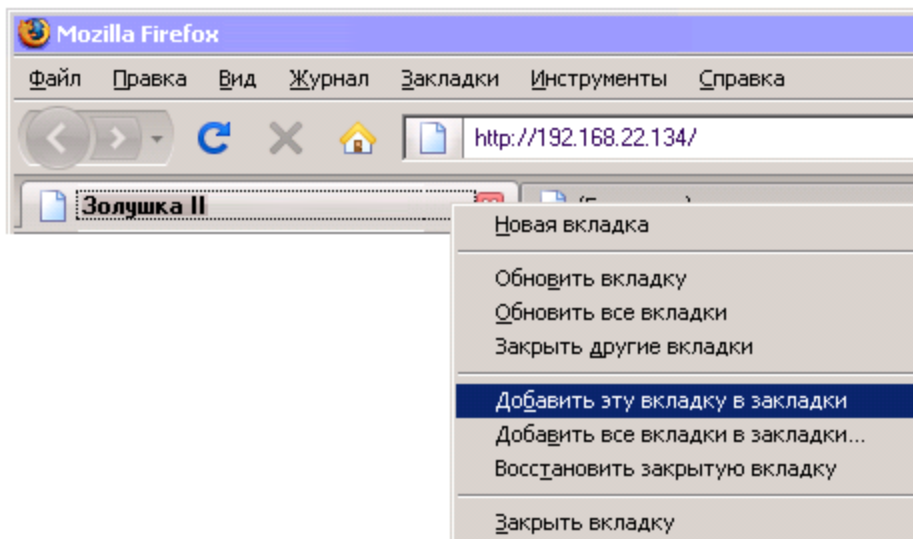 Mozilla Firefox
Файл Правка Вид Журнал Закладки Инструменты Справка
http://192.168.22.134/
Золушка II
Новая вкладка
Обновить вкладку
Обновить все вкладки
Закрыть другие вкладки
Добавить эту вкладку в закладки
Добавить все вкладки в закладки...
Восстановить закрытую вкладку
Закрыть вкладку